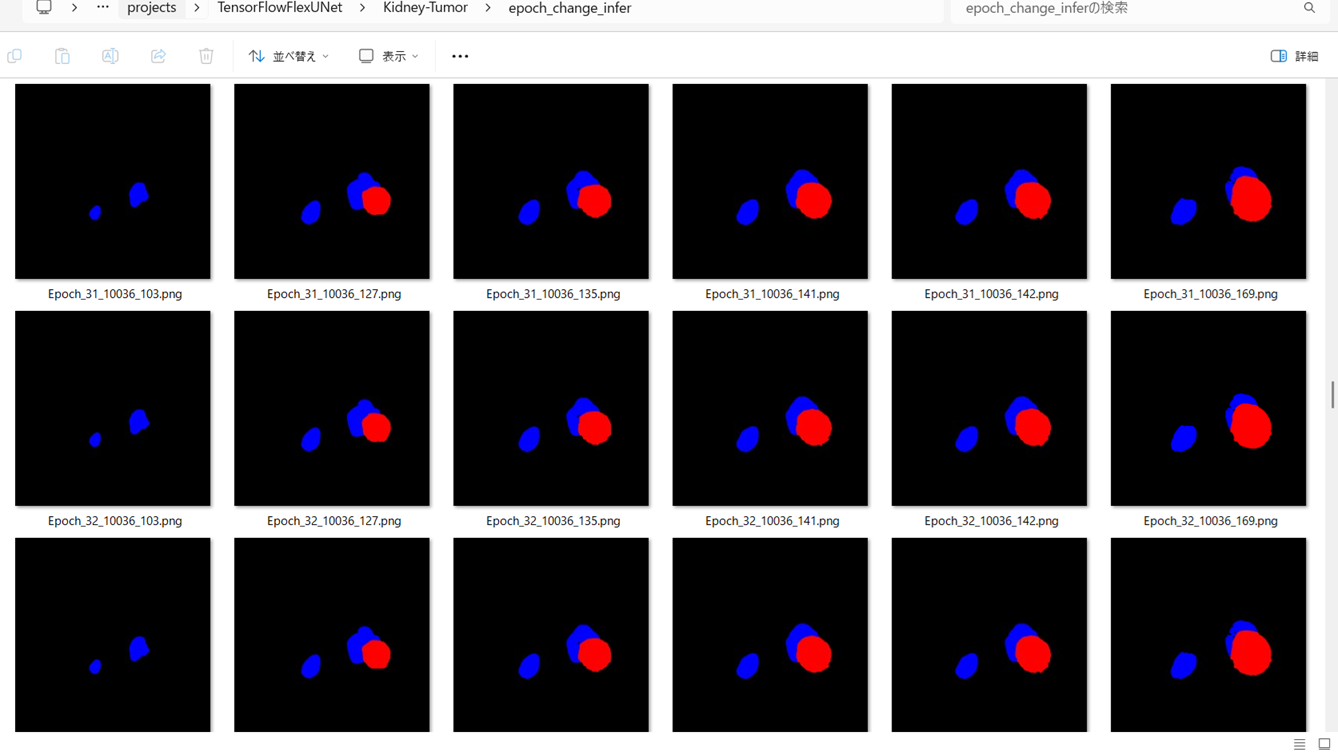 projects > TensorFlowFlexUNet > Kidney-Tumor > epoch_change_infer
epoch_change_inferの検索
並べ替え
表示
詳細
Epoch_31_10036_103.png
Epoch_31_10036_127.png
Epoch_31_10036_135.png
Epoch_31_10036_141.png
Epoch_31_10036_142.png
Epoch_31_10036_169.png
Epoch_32_10036_103.png
Epoch_32_10036_127.png
Epoch_32_10036_135.png
Epoch_32_10036_141.png
Epoch_32_10036_142.png
Epoch_32_10036_169.png